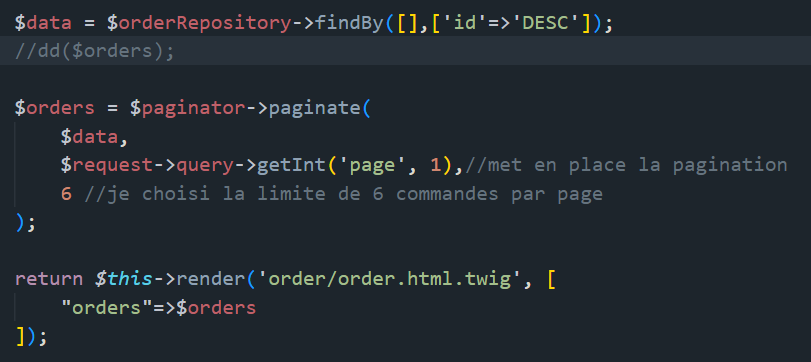 $data = $orderRepository->findBy([],['id'=>'DESC']);
//dd($orders);
$orders = $paginator->paginate(
$data,
$request->query->getInt('page', 1),//met en place la pagination
6 //je choisi la limite de 6 commandes par page
);
return $this->render('order/order.html.twig', [
"orders"=>$orders
]);